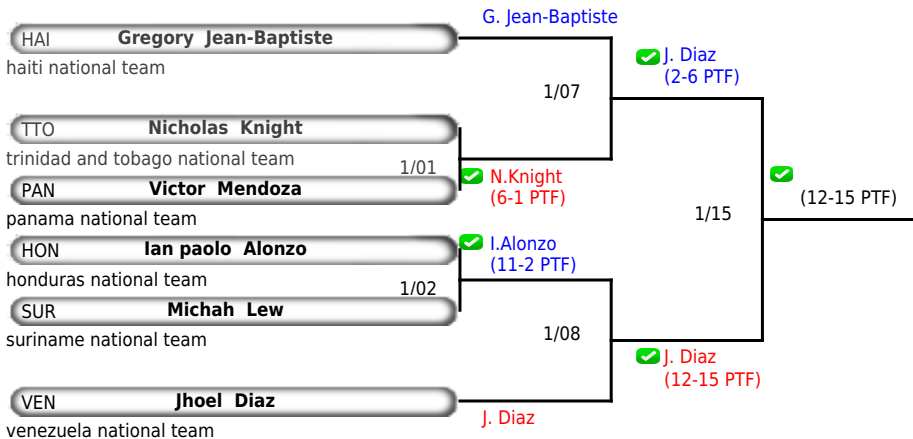 G. Jean-Baptiste
HAI Gregory Jean-Baptiste
haiti national team
J. Diaz
(2-6 PTF)
1/07
TTO Nicholas Knight
trinidad and tobago national team
1/01
N.Knight
(6-1 PTF)
PAN Victor Mendoza
panama national team
(12-15 PTF)
1/15
HON Ian paolo Alonzo
honduras national team
I.Alonzo
(11-2 PTF)
1/02
SUR Michah Lew
suriname national team
1/08
J. Diaz
(12-15 PTF)
VEN Jhoel Diaz
venezuela national team
J. Diaz